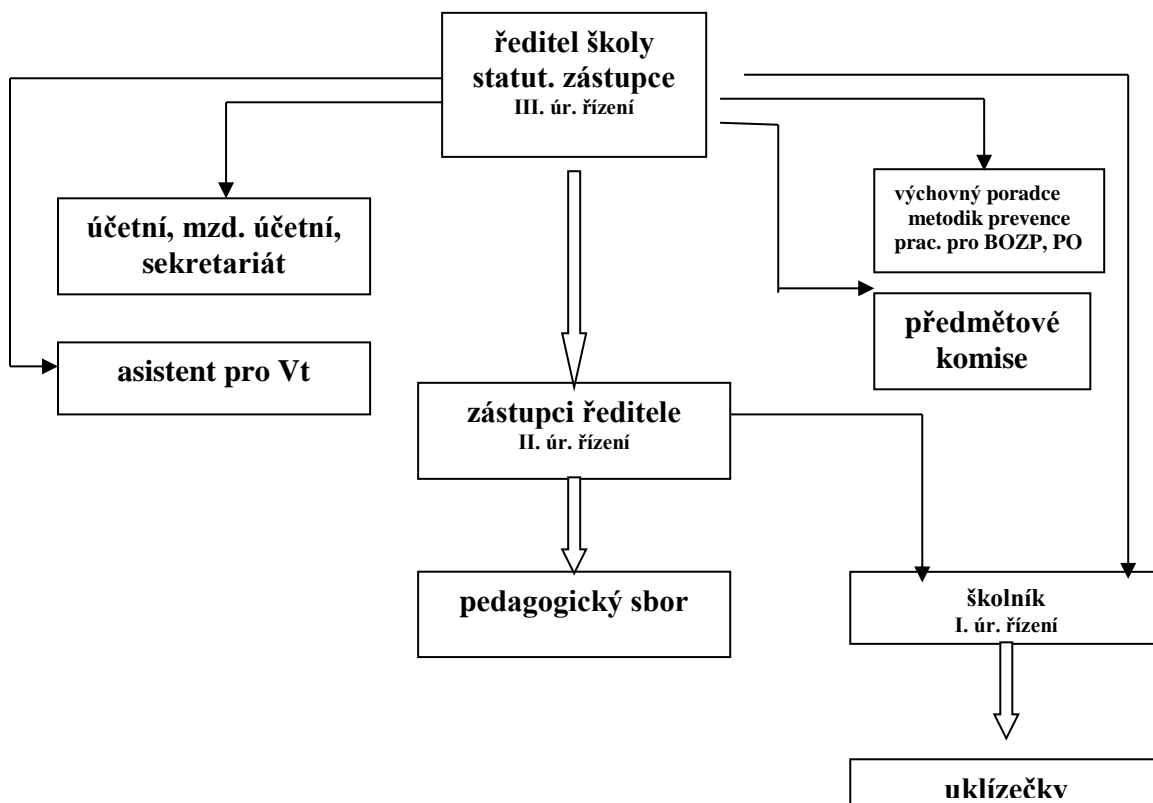 ředitel školy
statut. zástupce
III. úr. řízení
výchovný poradce
metodik prevence
prac. pro BOZP, PO
účetní, mzd. účetní,
sekretariát
předmětové
komise
asistent pro Vt
zástupci ředitele
II. úr. řízení
pedagogický sbor
školník
I. úr. řízení
uklízečky